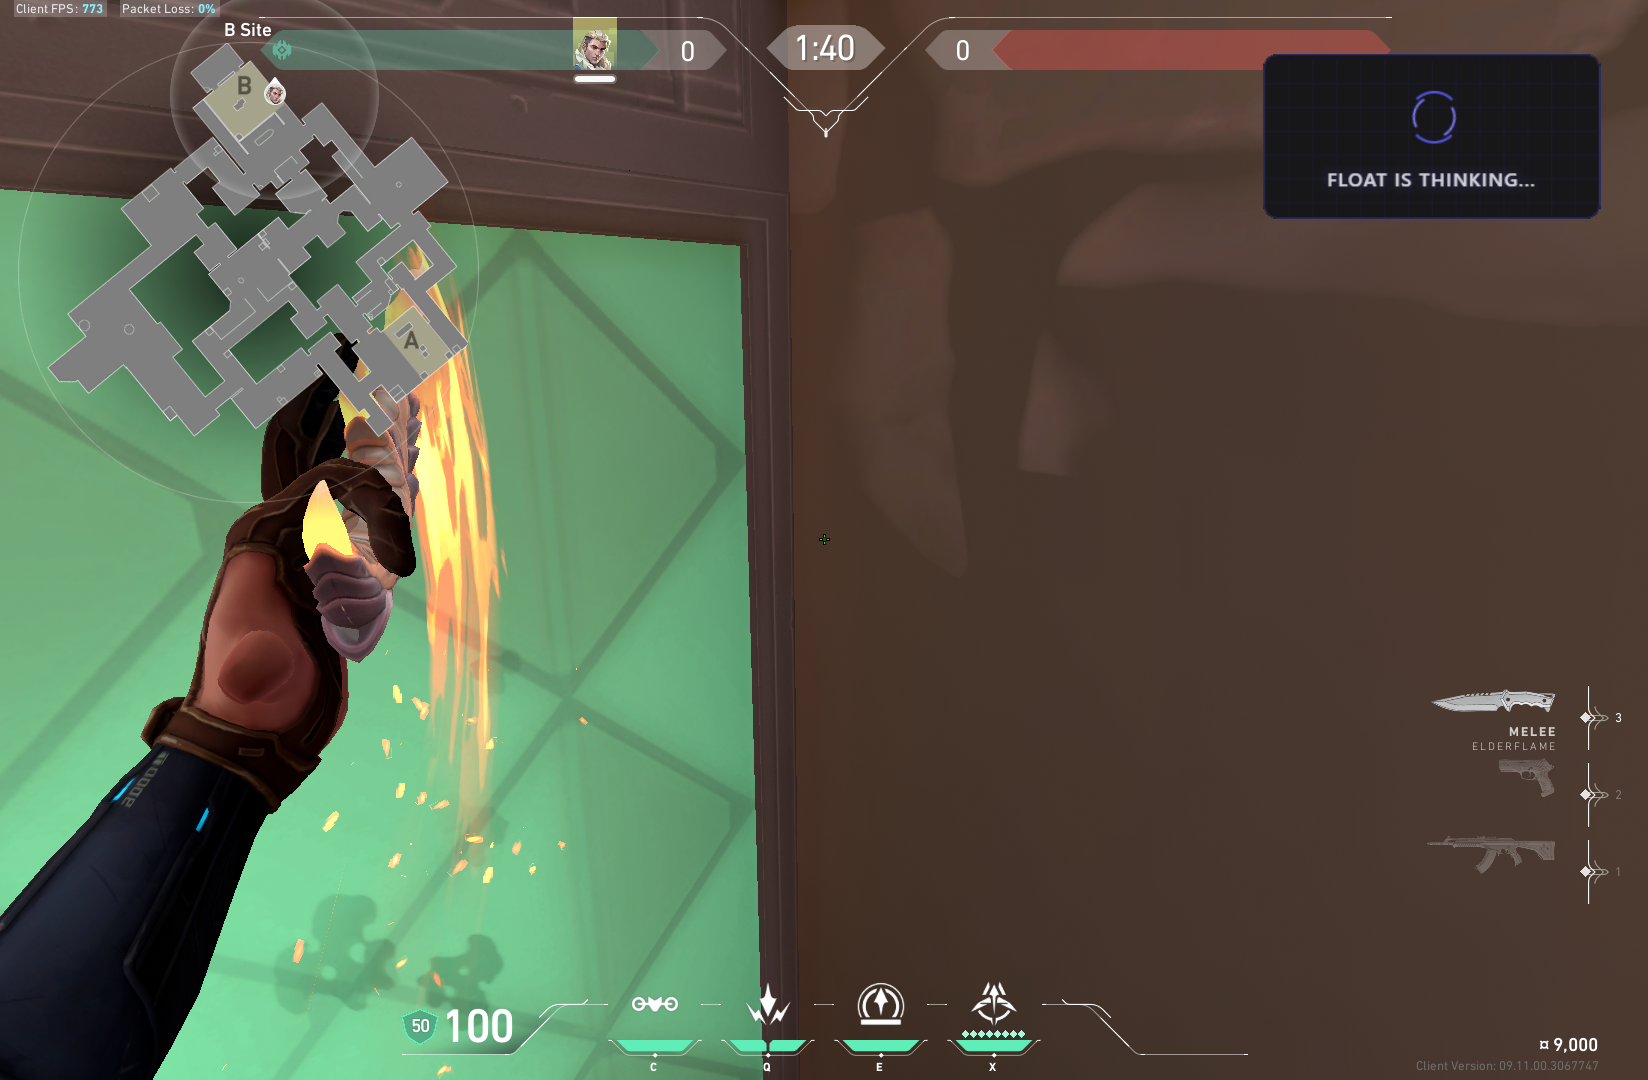 Client FPS: 773 Packet Loss: 0%
B Site
0
1:40
0
B
A
FLOAT IS THINKING...
3
MELEE
ELDERFLAME
2
1
50 100
C Q E X
¤ 9,000
Client Version: 09.11.00.3067747